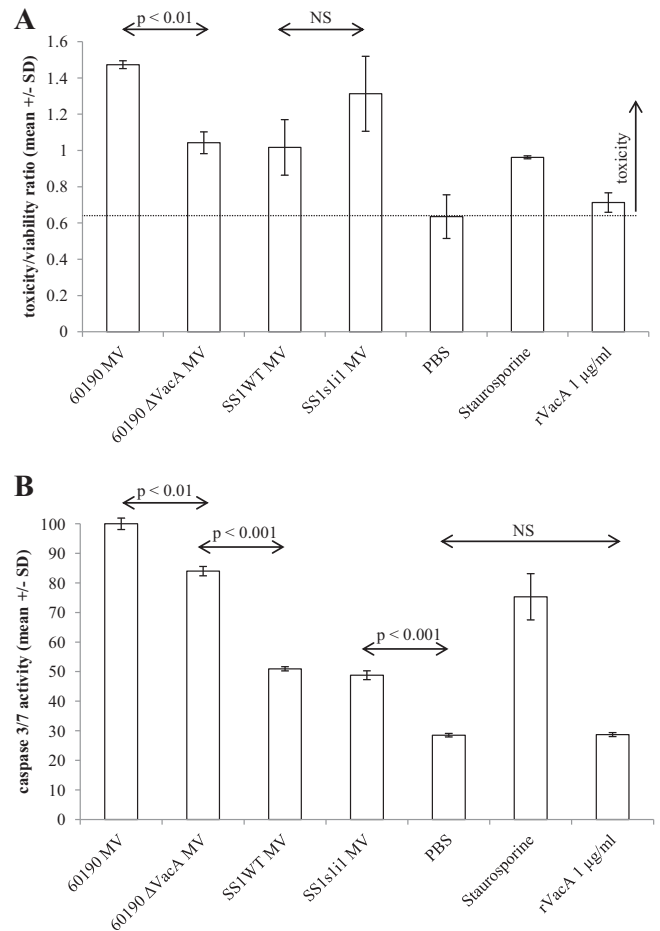 A
p < 0.01
NS
toxicity/viability ratio (mean +/- SD)
1.6
1.4
1.2
1
0.8
0.6
0.4
0.2
0
toxicity
60190 MV
60190 ΔVacA MV
SS1WT MV
SS1s1i1 MV
PBS
Staurosporine
rVacA 1 µg/ml
B
p < 0.01
p < 0.001
NS
p < 0.001
caspase 3/7 activity (mean +/- SD)
100
90
80
70
60
50
40
30
20
10
0
60190 MV
60190 ΔVacA MV
SS1WT MV
SS1s1i1 MV
PBS
Staurosporine
rVacA 1 µg/ml